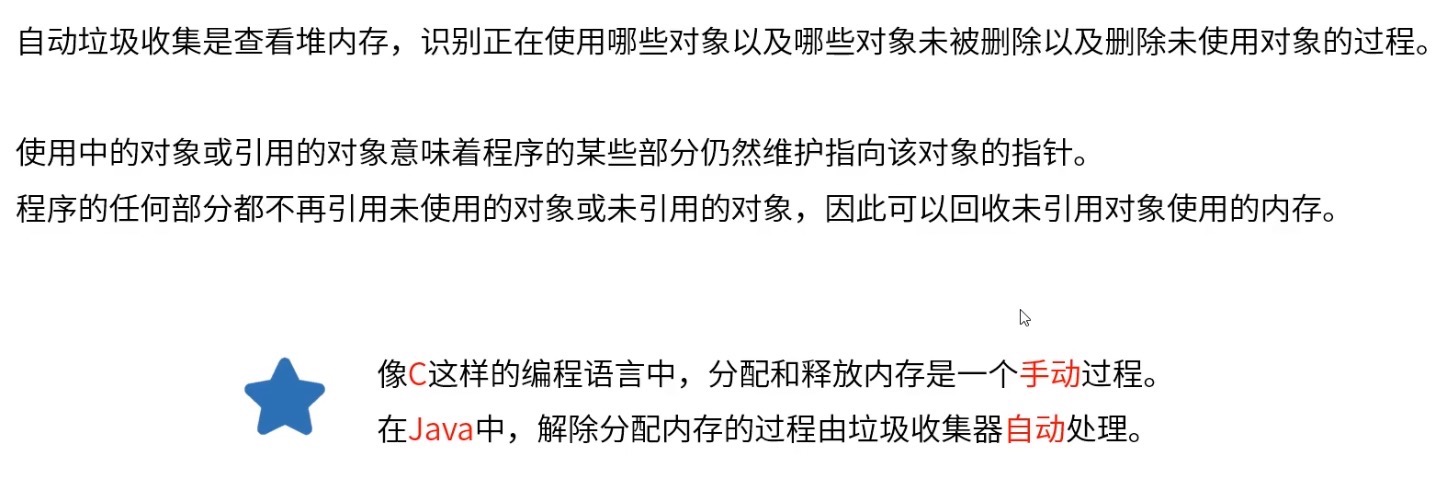 自动垃圾收集是查看堆内存，识别正在使用哪些对象以及哪些对象未被删除以及删除未使用对象的过程。
使用中的对象或引用的对象意味着程序的某些部分仍然维护指向该对象的指针。
程序的任何部分都不再引用未使用的对象或未引用的对象，因此可以回收未引用对象使用的内存。
像C这样的编程语言中，分配和释放内存是一个手动过程。
在Java中，解除分配内存的过程由垃圾收集器自动处理。